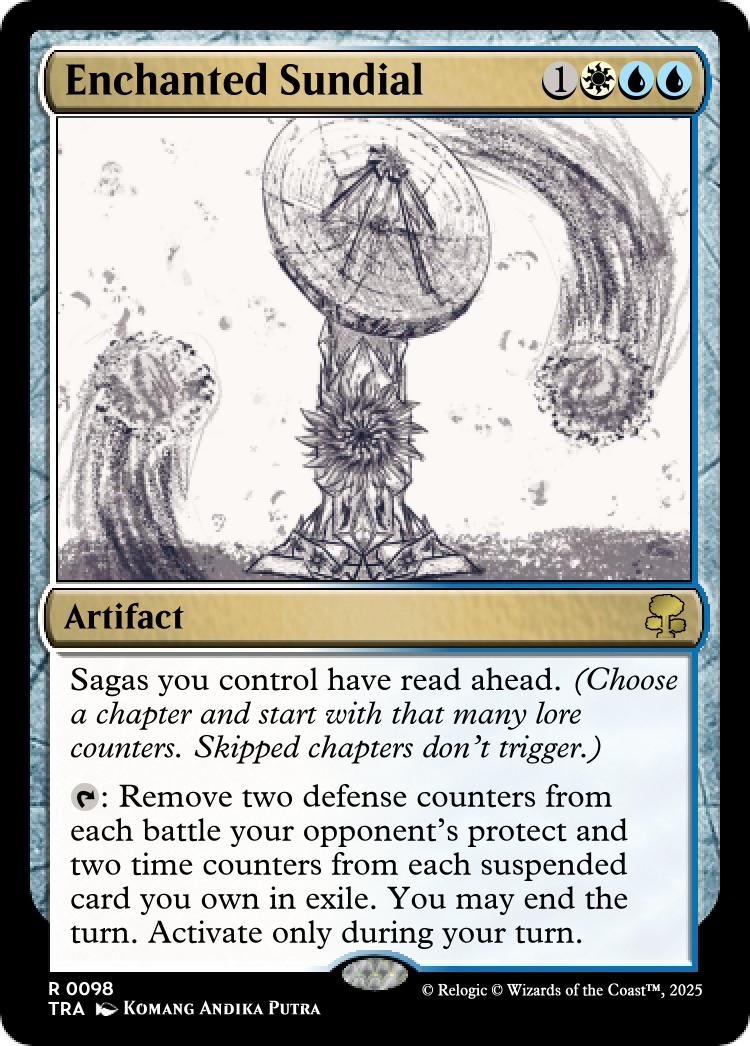 Enchanted Sundial 1
Artifact
Sagas you control have read ahead. (Choose
a chapter and start with that many lore
counters. Skipped chapters don't trigger.)
: Remove two defense counters from
each battle your opponent's protect and
two time counters from each suspended
card you own in exile. You may end the
turn. Activate only during your turn.
R 0098
TRA Komang Andika Putra
© Relogic © Wizards of the Coast™, 2025